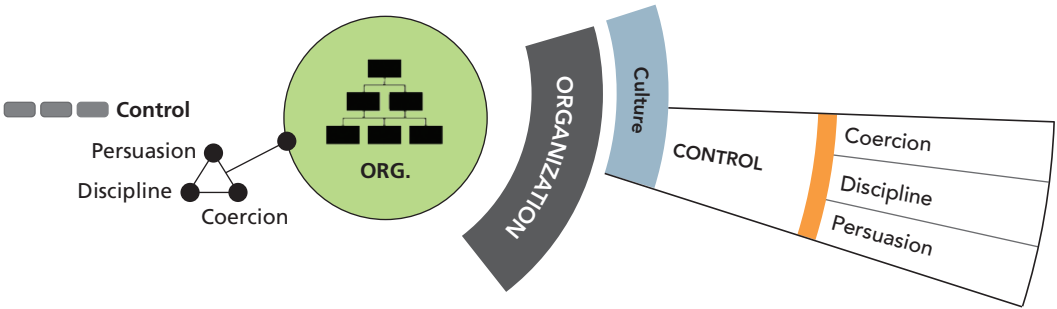 Control
Persuasion
Discipline
Coercion
ORG.
ORGANIZATION
Culture
CONTROL
Coercion
Discipline
Persuasion